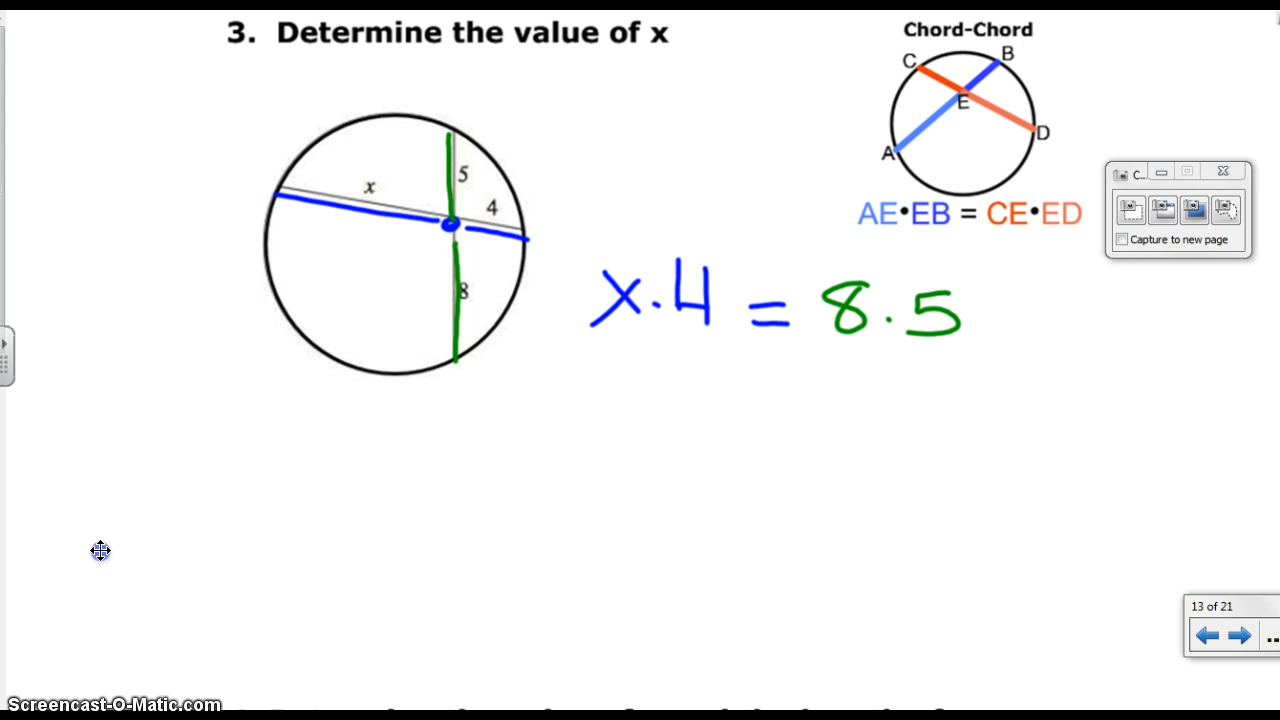 3. Determine the value of x
Chord-Chord
C
B
E
D
A
AE•EB = CE•ED
C...
Capture to new page
x
5
4
8
x.4 = 8.5
13 of 21
Screencast-O-Matic.com